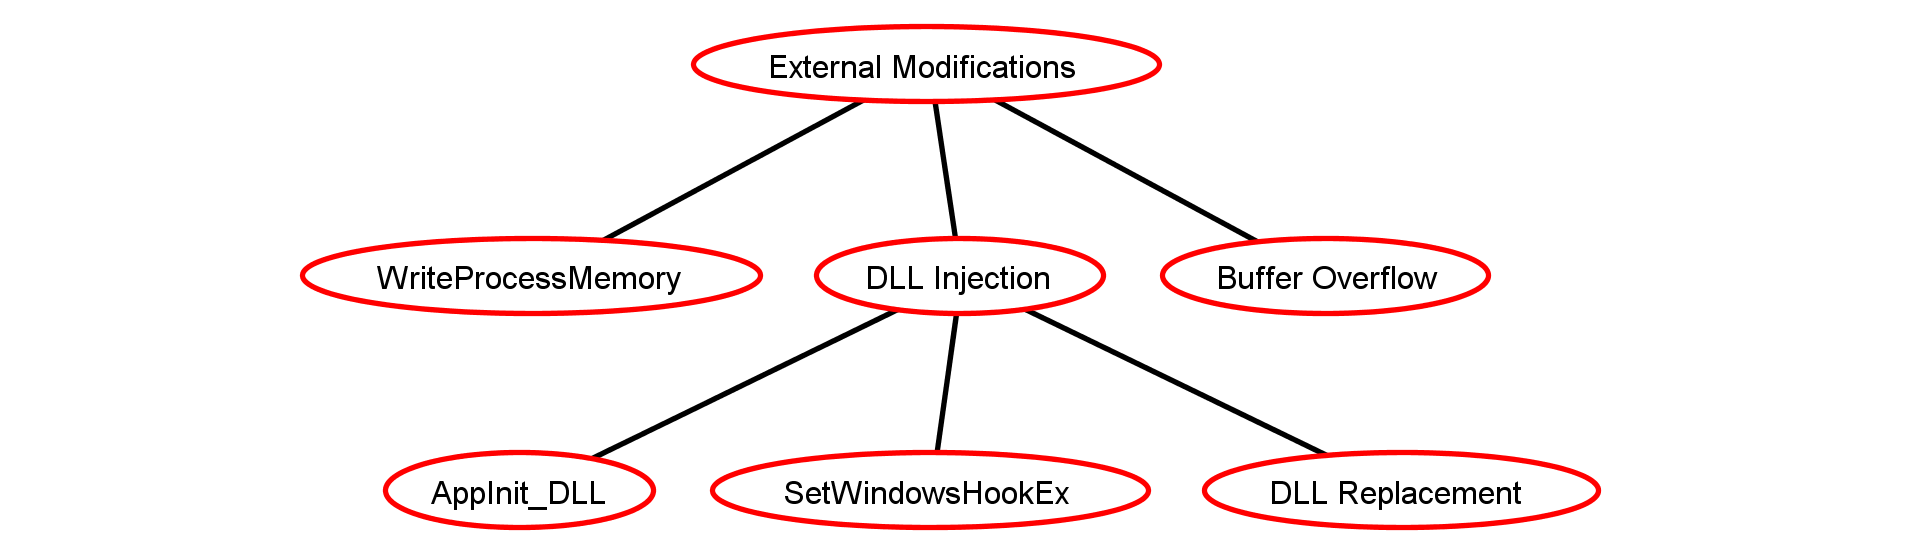 External Modifications
WriteProcessMemory
DLL Injection
Buffer Overflow
AppInit_DLL
SetWindowsHookEx
DLL Replacement